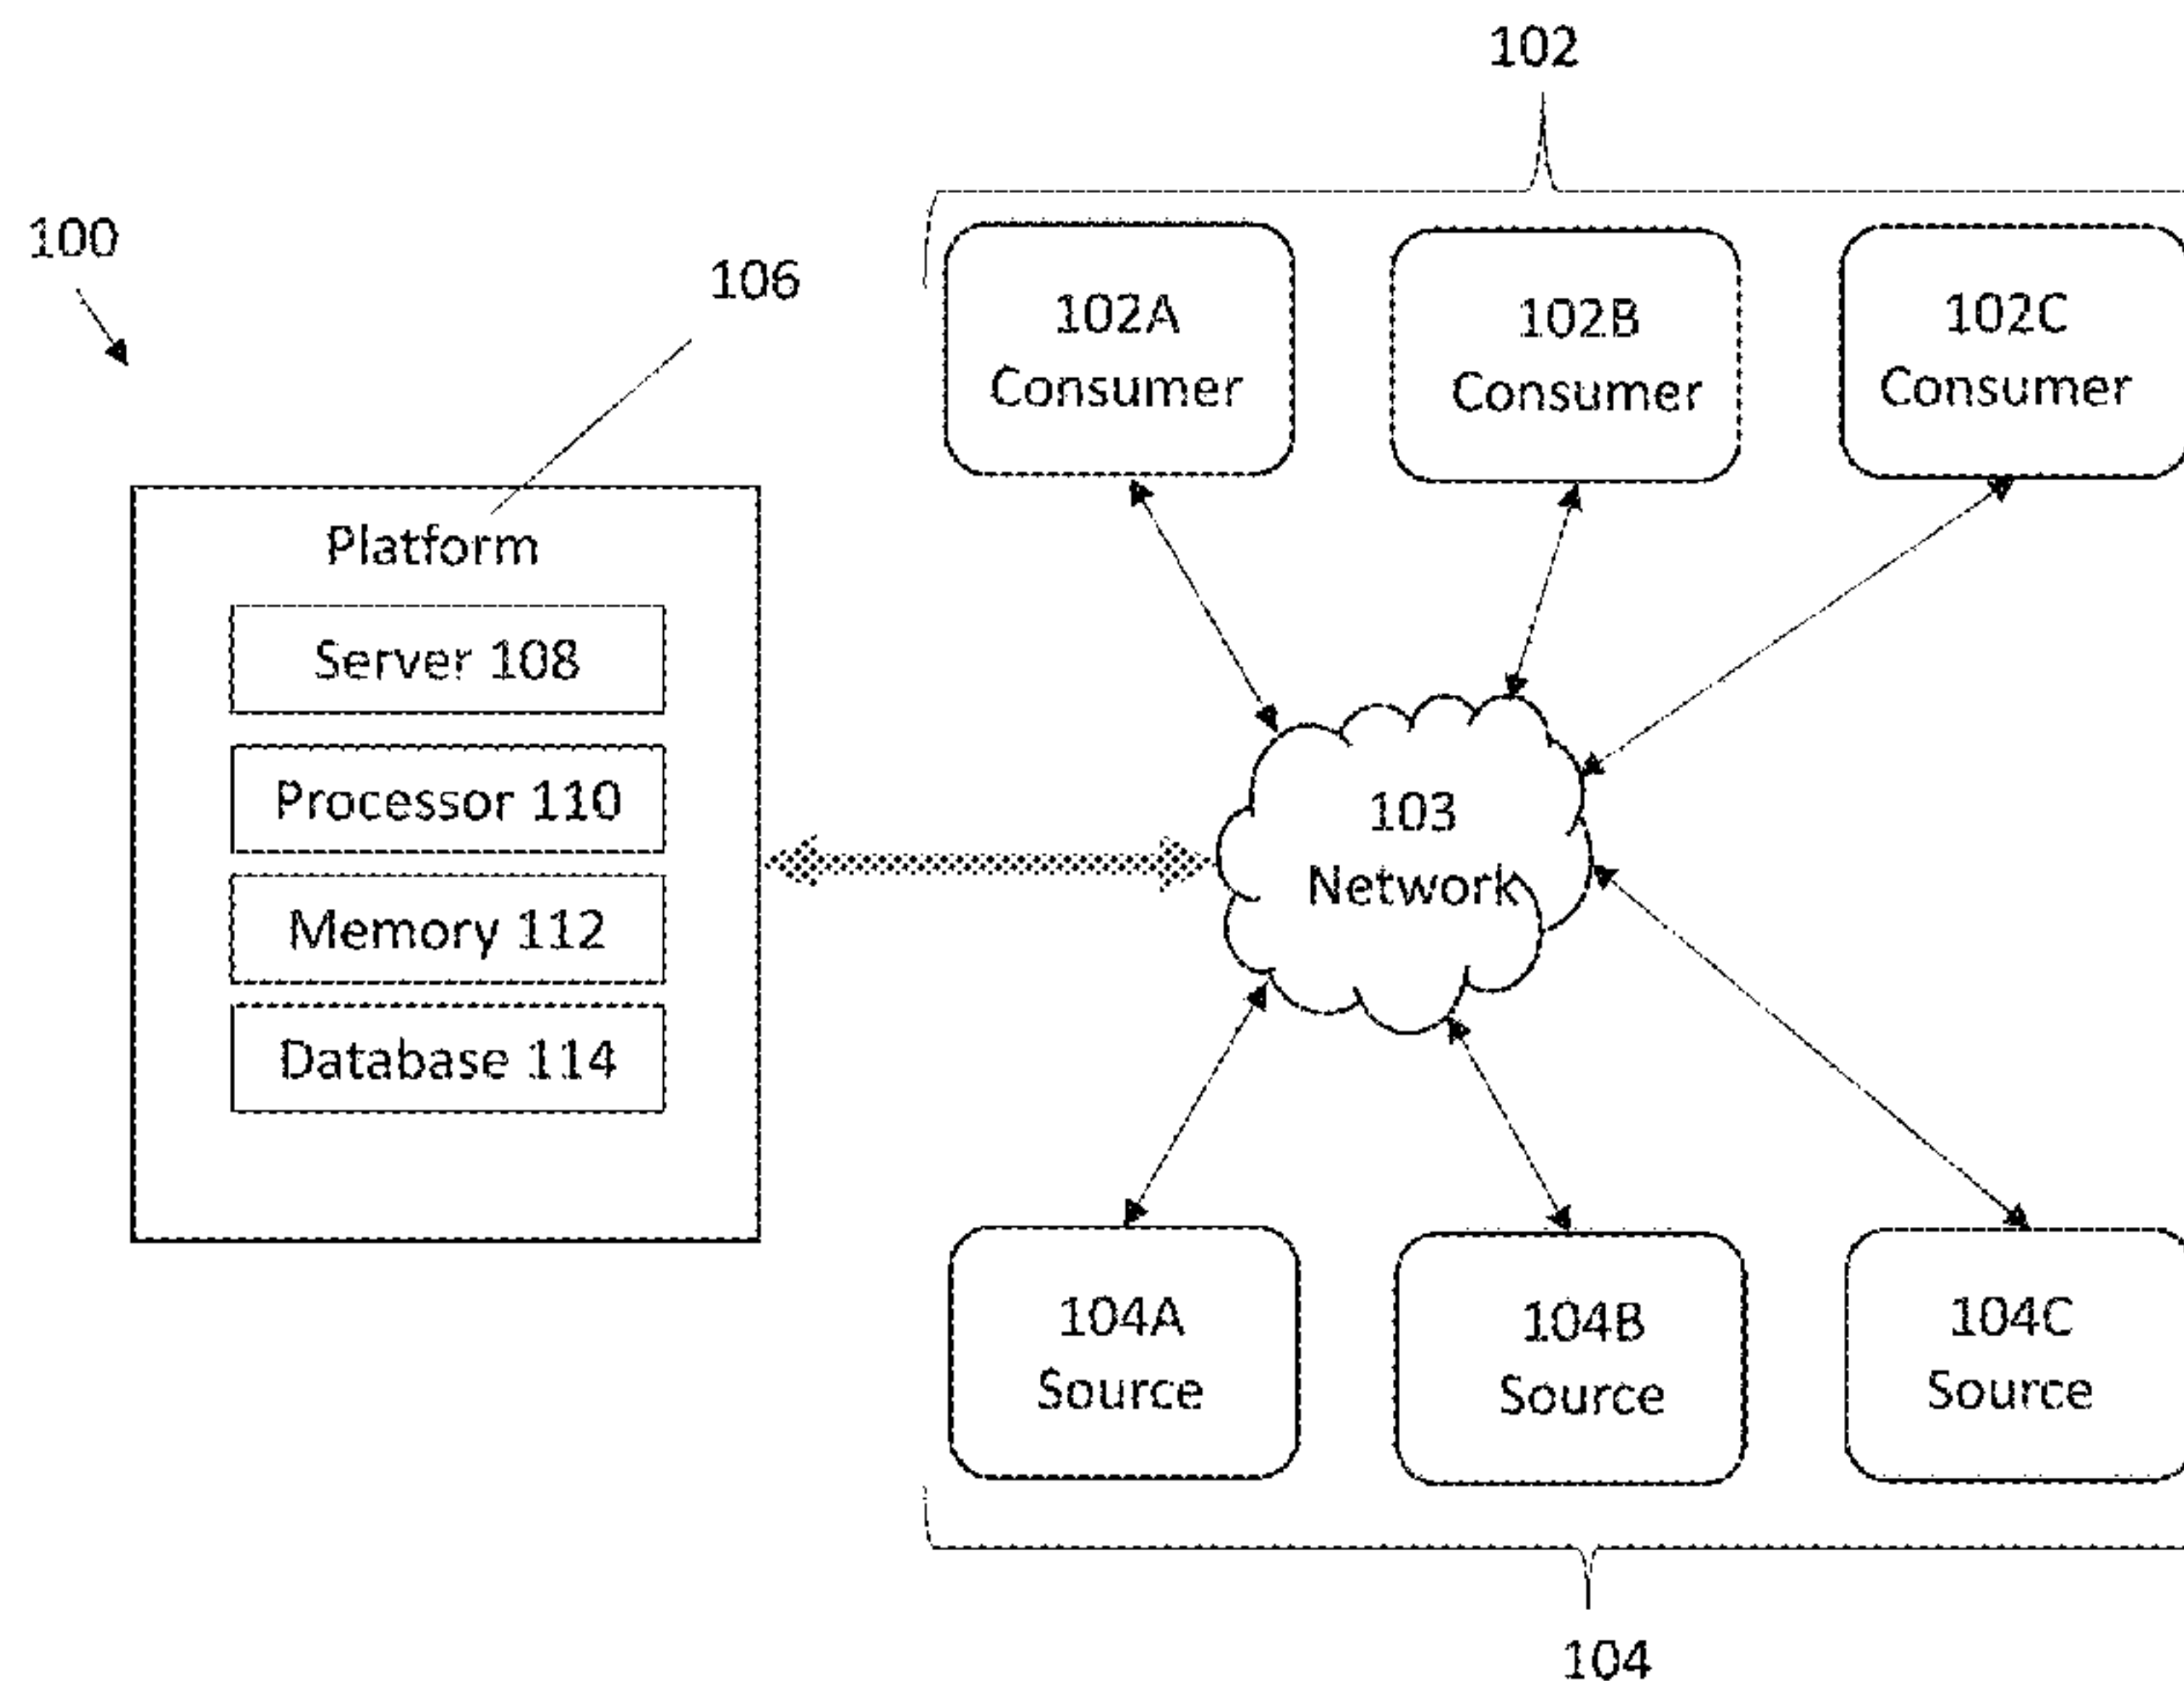 102
100
106
102A
Consumer
102B
Consumer
102C
Consumer
Platform
Server 108
Processor 110
Memory 112
Database 114
103
Network
104A
Source
104B
Source
104C
Source
104